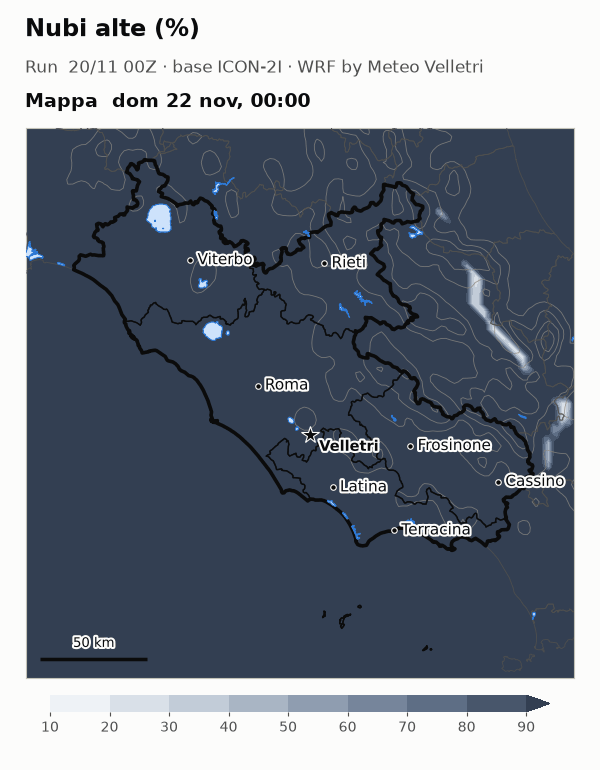 Nubi alte (%)
Run  20/11 00Z · base ICON-2I · WRF by Meteo Velletri
Mappa  dom 22 nov, 00:00
Viterbo
Rieti
Roma
Velletri
Frosinone
Cassino
Latina
Terracina
50 km
10 20 30 40 50 60 70 80 90